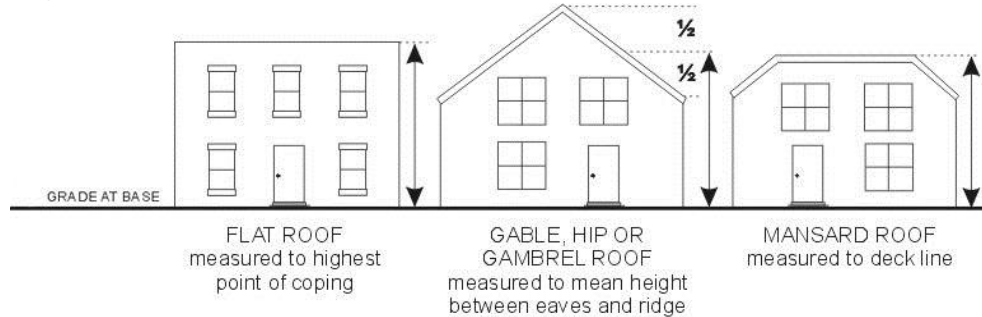 ½
½
GRADE AT BASE
FLAT ROOF
measured to highest
point of coping
GABLE, HIP OR
GAMBREL ROOF
measured to mean height
between eaves and ridge
MANSARD ROOF
measured to deck line